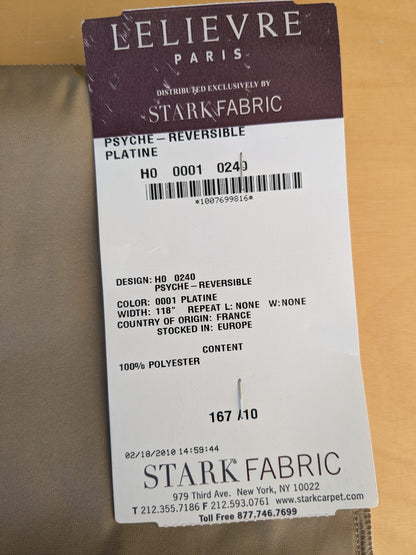 LELIEVRE
PARIS
DISTRIBUTED EXCLUSIVELY BY
STARK FABRIC
PSYCHE - REVERSIBLE
PLATINE
H0 0001 0240
*1007699816*
DESIGN: H0 0240
PSYCHE - REVERSIBLE
COLOR: 0001 PLATINE
WIDTH: 118" REPEAT L: NONE W: NONE
COUNTRY OF ORIGIN: FRANCE
STOCKED IN: EUROPE
CONTENT
100% POLYESTER
167 /10
02/18/2010 14:59:44
STARK FABRIC
979 Third Ave. New York, NY 10022
T 212.355.7186 F 212.593.0761 www.starkcarpet.com
Toll Free 877.746.7699